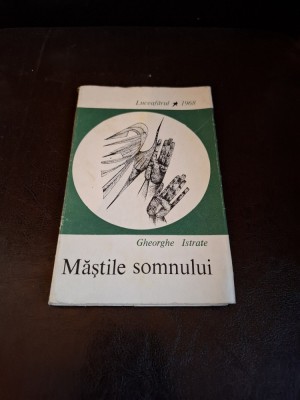 Luceafărul ★ 1968
Gheorghe Istrate
Măștile somnului